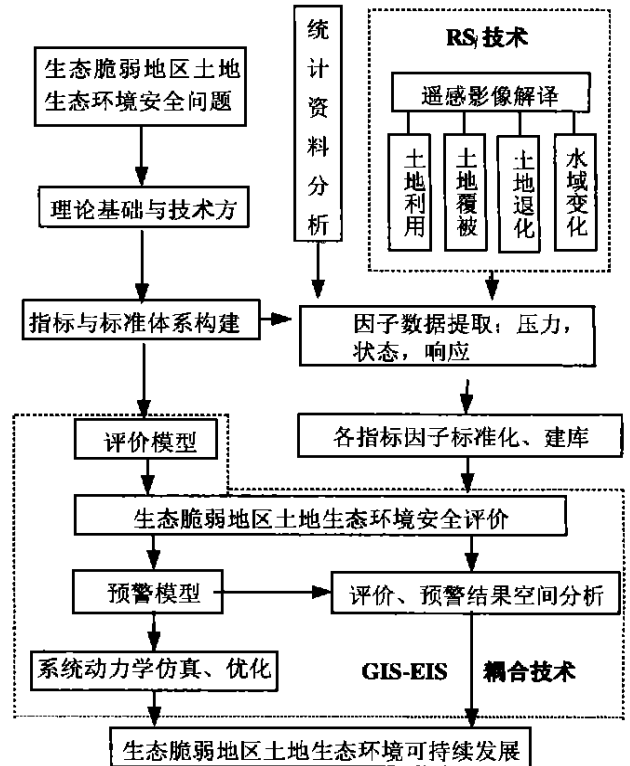 生态脆弱地区土地
生态环境安全问题
理论基础与技术方
指标与标准体系构建
统计资料分析
RS 技术
遥感影像解译
土地利用
土地覆被
土地退化
水域变化
因子数据提取：压力，
状态，响应
各指标因子标准化、建库
评价模型
生态脆弱地区土地生态环境安全评价
预警模型
评价、预警结果空间分析
系统动力学仿真、优化
GIS-EIS 耦合技术
生态脆弱地区土地生态环境可持续发展